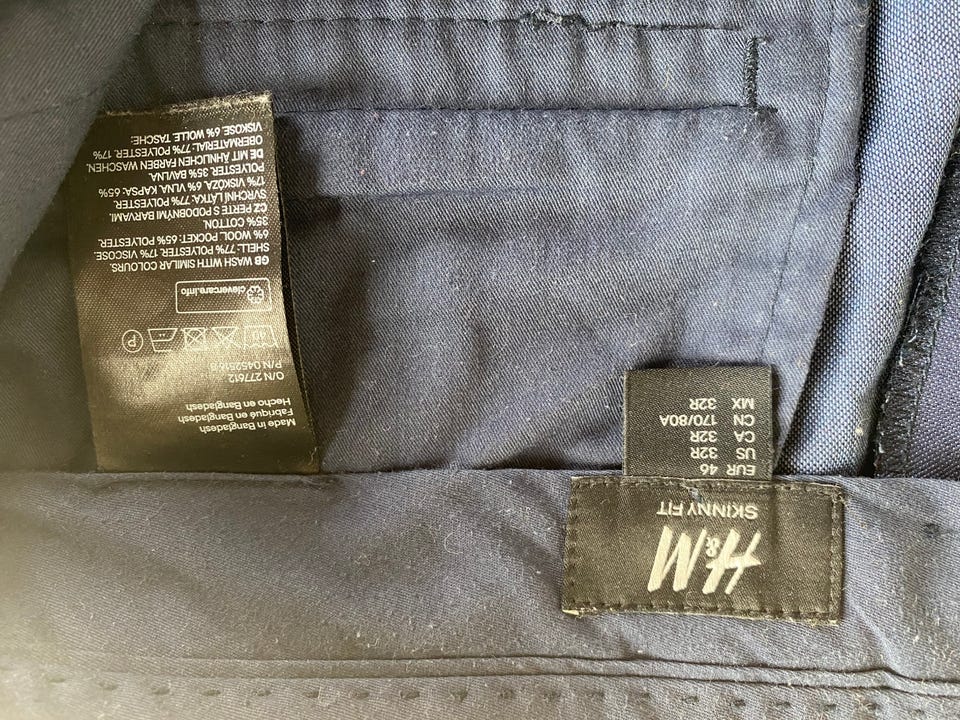 H&M
SKINNY FIT
EUR 46
US 32R
CA 32R
CN 170/80A
MX 32R
Made in Bangladesh
Fabriqué en Bangladesh
Hecho en Bangladesh
O/N 277612
P/N 0452516 8
P
clevercare.info
GB WASH WITH SIMILAR COLOURS.
SHELL: 77% POLYESTER. 17% VISCOSE.
6% WOOL. POCKET: 65% POLYESTER.
35% COTTON.
CZ PERTE S PODOBNÝMI BARVAMI.
SVRCHNÍ LÁTKA: 77% POLYESTER.
17% VISKÓZA. 6% VLNA. KAPSA: 65%
POLYESTER. 35% BAVLNA.
DE MIT ÄHNLICHEN FARBEN WASCHEN.
OBERMATERIAL: 77% POLYESTER. 17%
VISKOSE. 6% WOLLE. TASCHE: